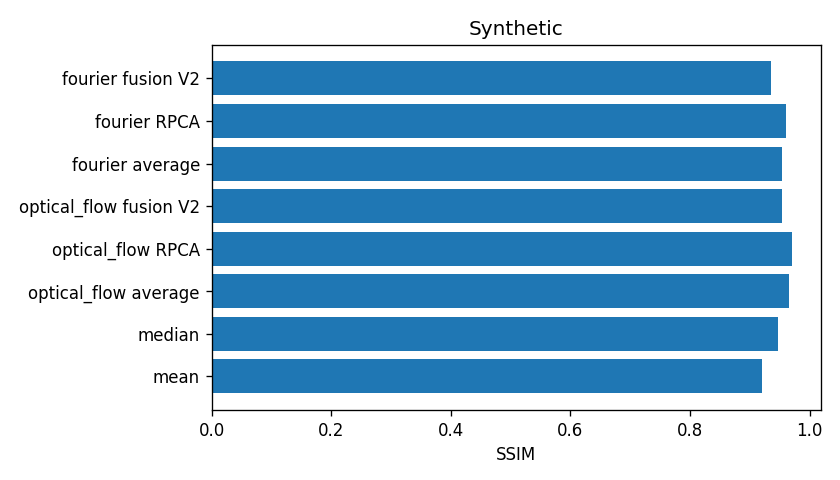 Synthetic
fourier fusion V2
fourier RPCA
fourier average
optical_flow fusion V2
optical_flow RPCA
optical_flow average
median
mean
0.0 0.2 0.4 0.6 0.8 1.0
SSIM